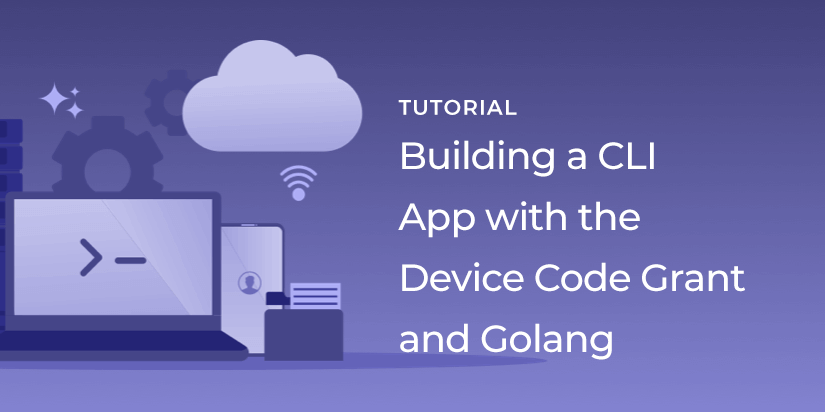 TUTORIAL
Building a CLI
App with the
Device Code Grant
and Golang